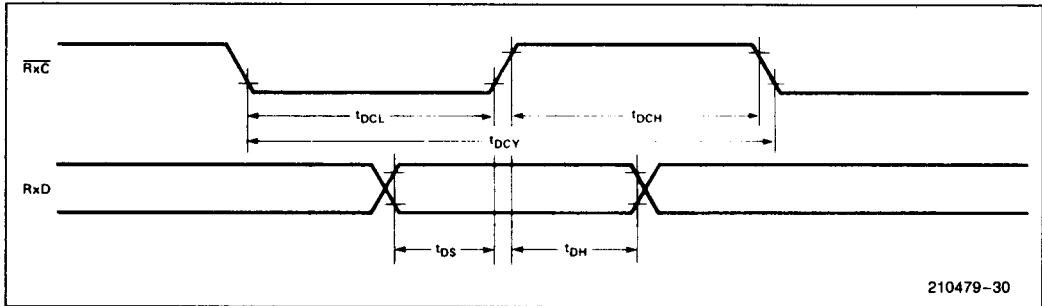 RxC
tDCL
tDCH
tDCY
RxD
tDS
tDH
210479-30